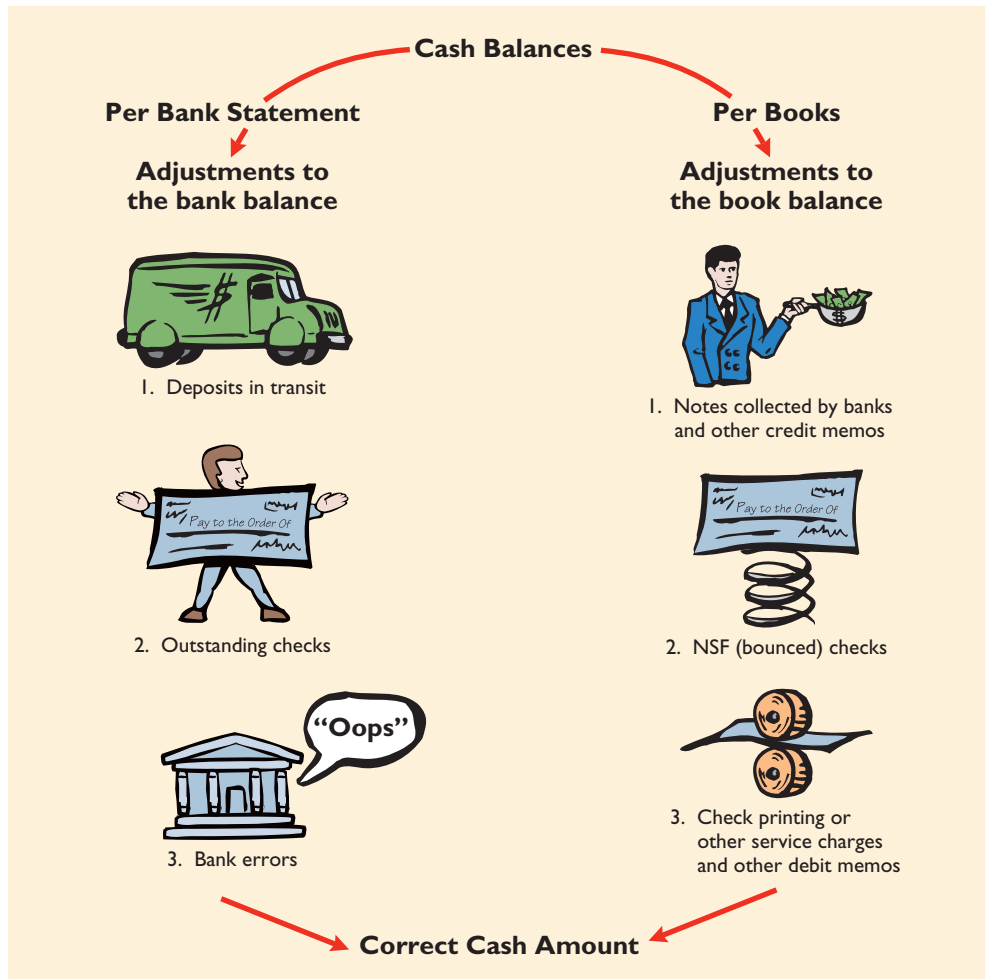 Cash Balances
Per Bank Statement
Adjustments to
the bank balance
1. Deposits in transit
Pay to the Order Of
2. Outstanding checks
“Oops”
3. Bank errors
Per Books
Adjustments to
the book balance
$
1. Notes collected by banks
and other credit memos
Pay to the Order Of
2. NSF (bounced) checks
3. Check printing or
other service charges
and other debit memos
Correct Cash Amount